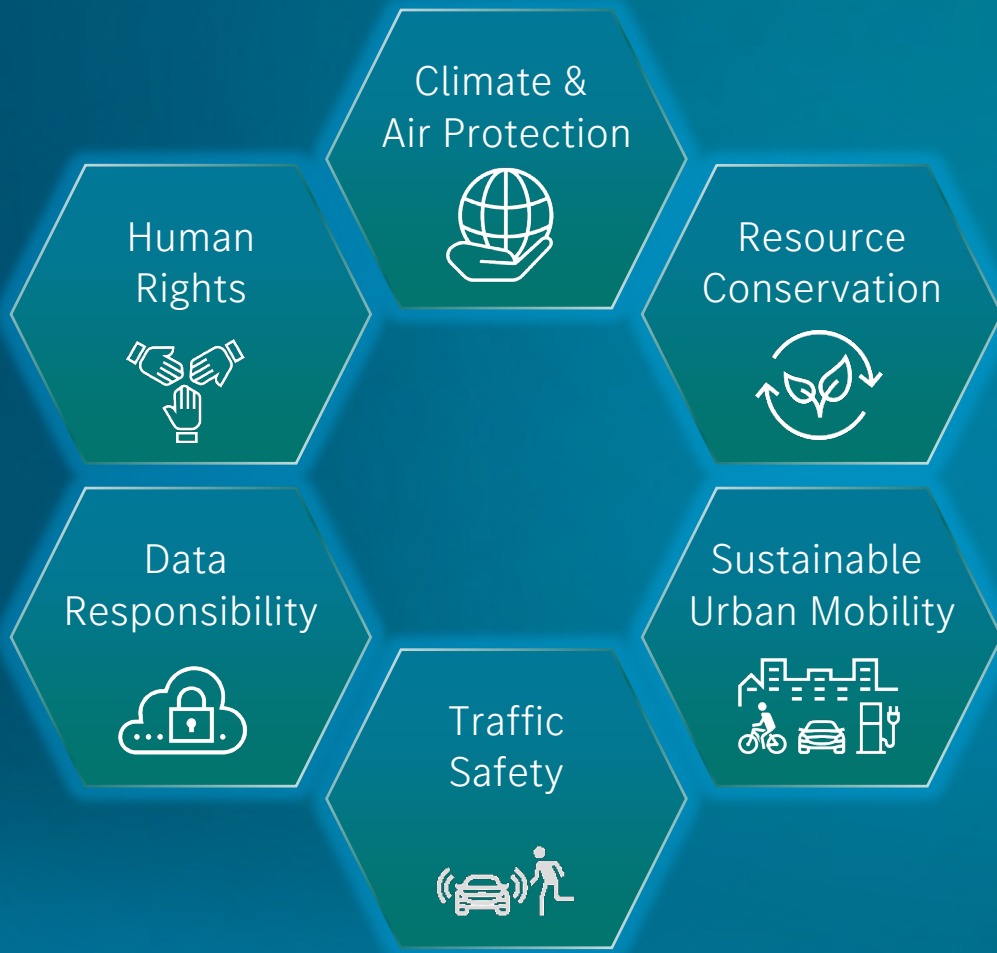 Climate &
Air Protection
Human
Rights
Resource
Conservation
Data
Responsibility
Sustainable
Urban Mobility
Traffic
Safety